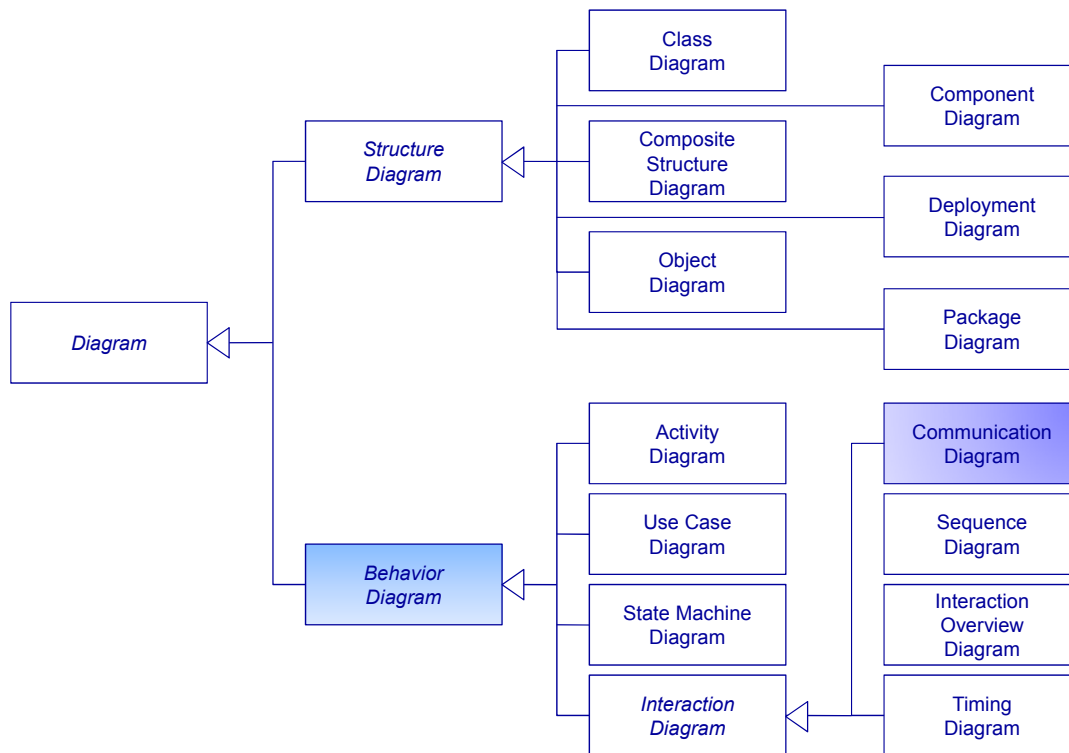 Class
Diagram
Component
Diagram
Structure
Diagram
Composite
Structure
Diagram
Deployment
Diagram
Object
Diagram
Diagram
Package
Diagram
Activity
Diagram
Communication
Diagram
Use Case
Diagram
Sequence
Diagram
Behavior
Diagram
State Machine
Diagram
Interaction
Overview
Diagram
Interaction
Diagram
Timing
Diagram